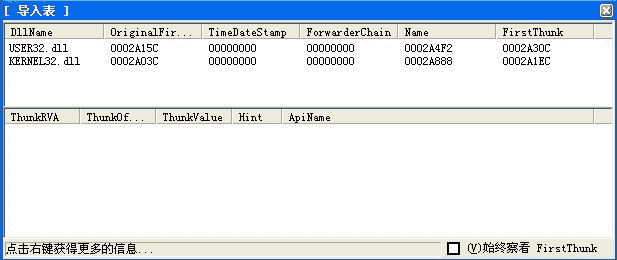 [ 导入表 ]
DllName OriginalFir... TimeDateStamp ForwarderChain Name FirstThunk
USER32.dll 0002A15C 00000000 00000000 0002A4F2 0002A30C
KERNEL32.dll 0002A03C 00000000 00000000 0002A888 0002A1EC
ThunkRVA ThunkOf... ThunkValue Hint ApiName
点击右键获得更多的信息... (V)始终察看 FirstThunk